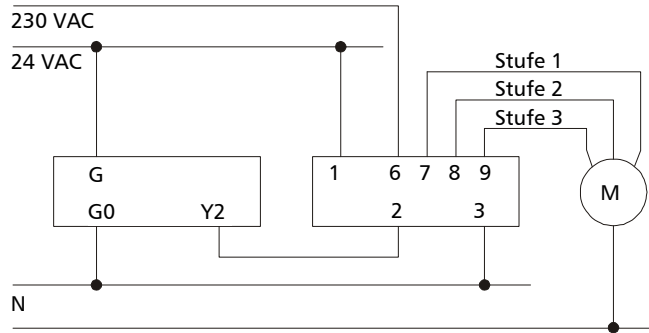 230 VAC
24 VAC
Stufe 1
Stufe 2
Stufe 3
G
1 6 7 8 9
M
G0 Y2
2 3
N